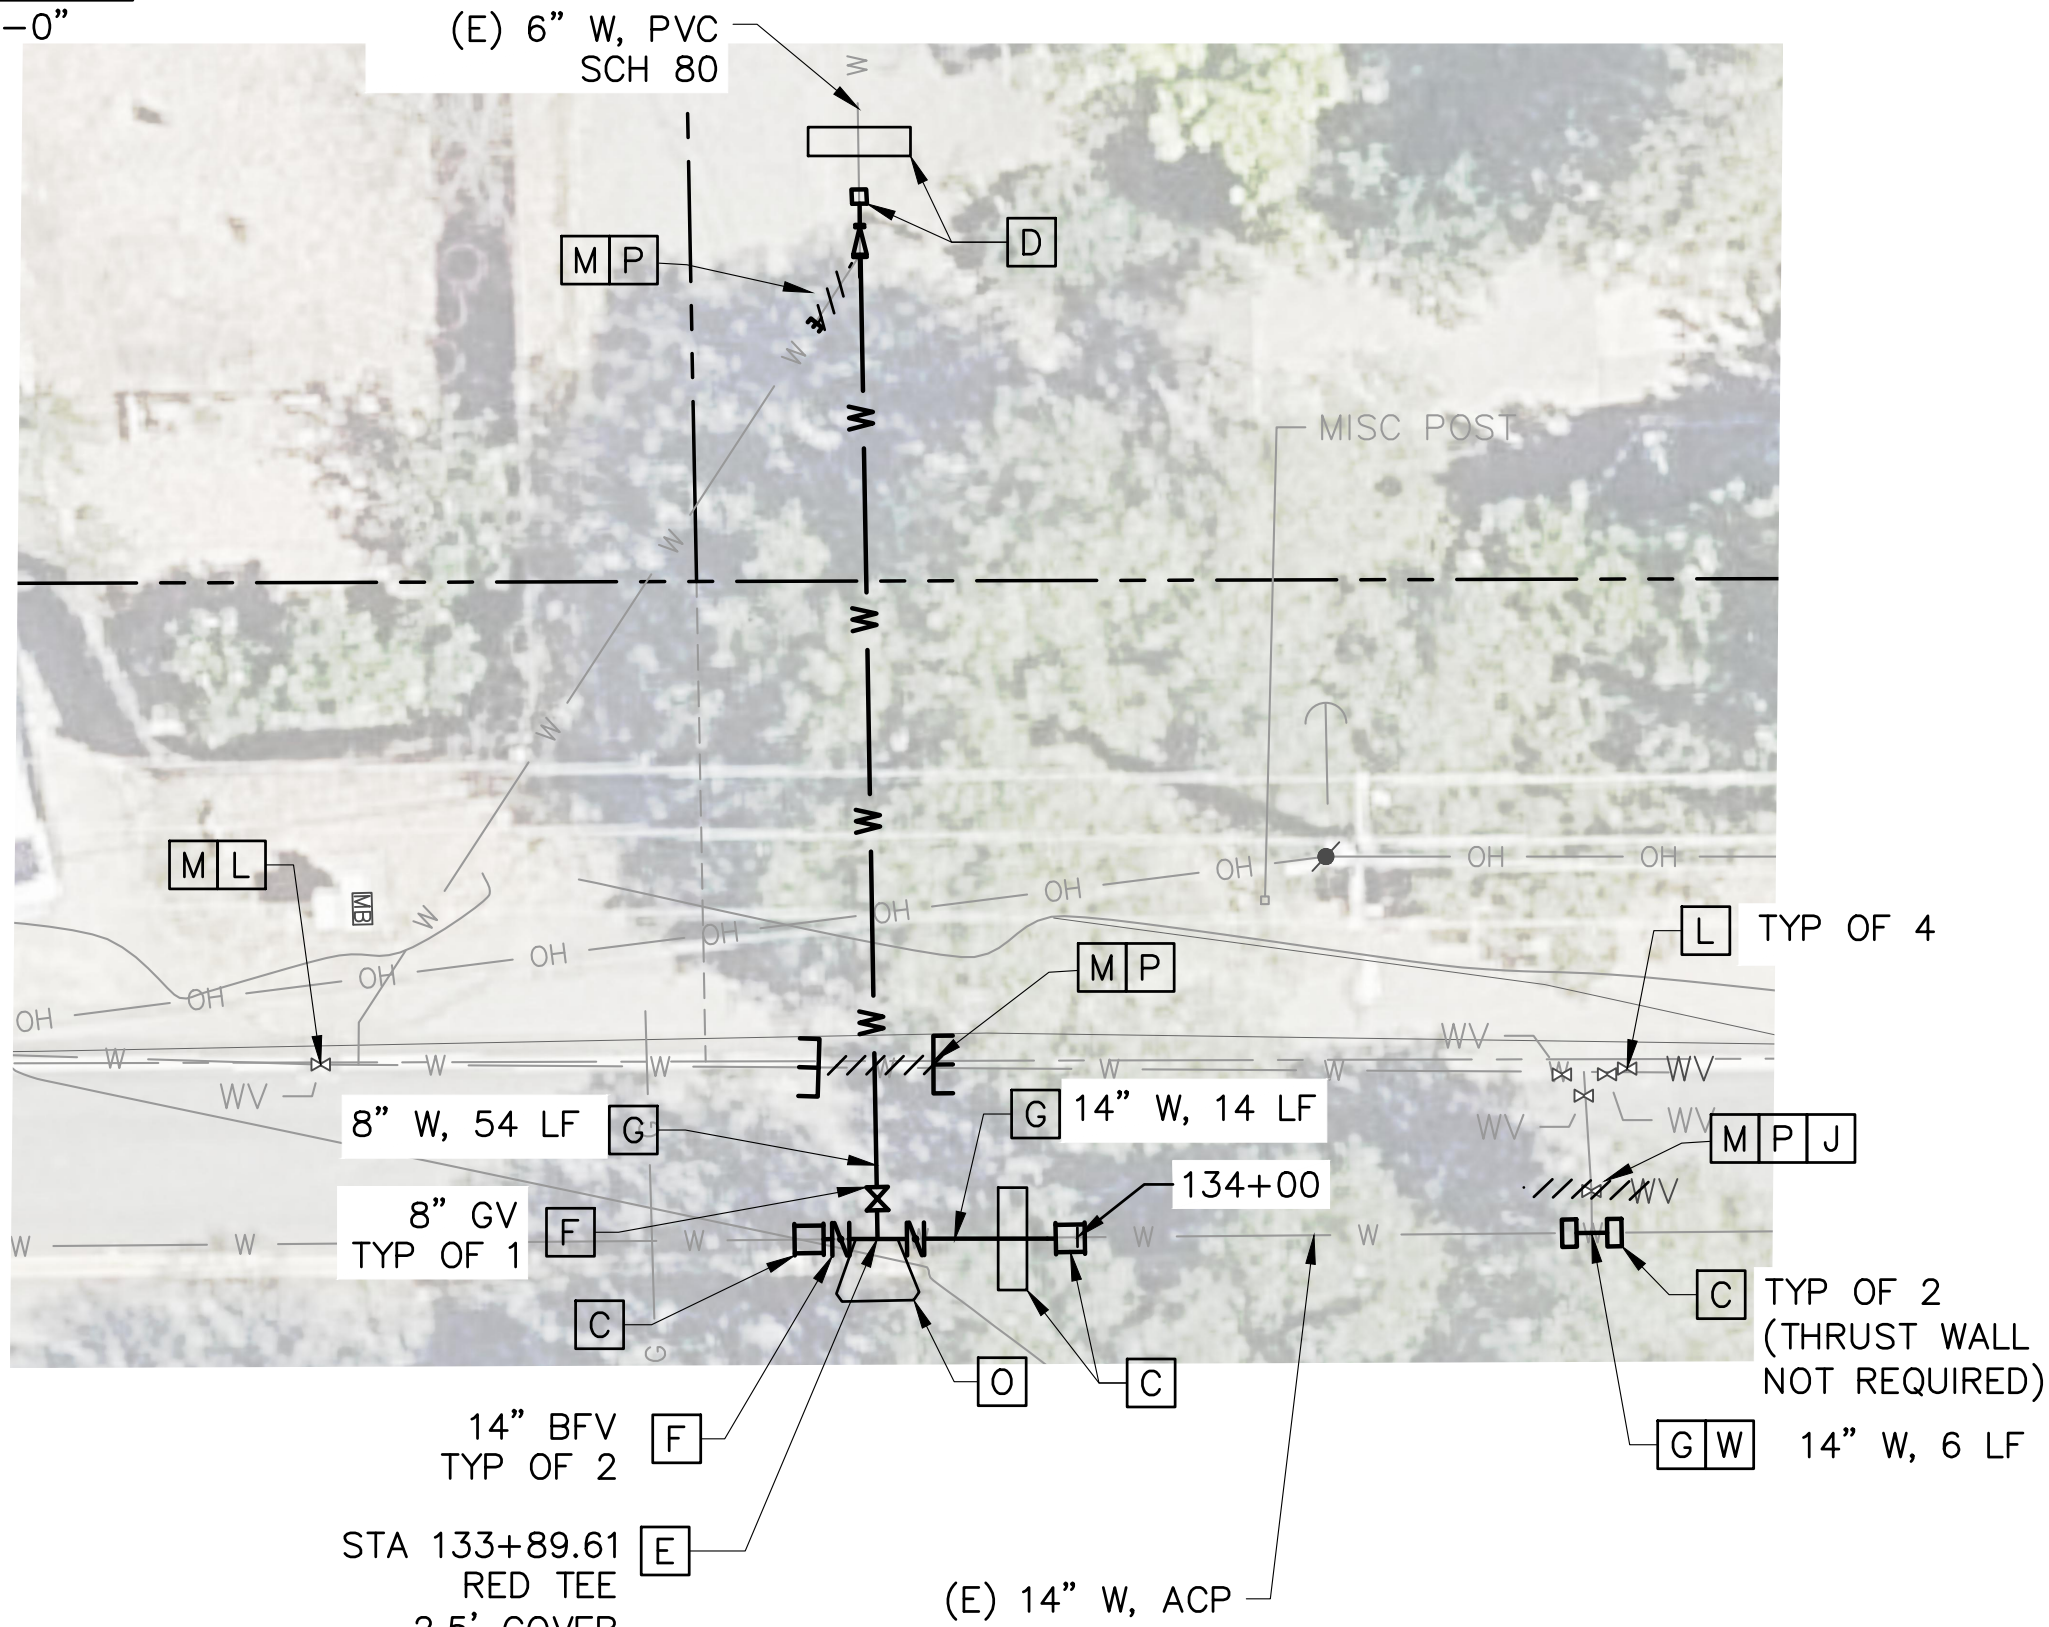 -0"
(E) 6" W, PVC
SCH 80
W
D
M P
W
W
MISC POST
W
W
W
W
OH OH OH
M L
MB
W
OH
OH
OH
OH
OH
OH
OH
L TYP OF 4
M P
W
WV
W W W W W W W
WV
WV
WV
WV
8" W, 54 LF G
G 14" W, 14 LF
M P J
134+00
WV
8" GV
TYP OF 1
F
W W W W W W
C
C TYP OF 2
(THRUST WALL
NOT REQUIRED)
G
O
C
14" BFV
TYP OF 2
F
G W 14" W, 6 LF
STA 133+89.61
RED TEE
E
(E) 14" W, ACP